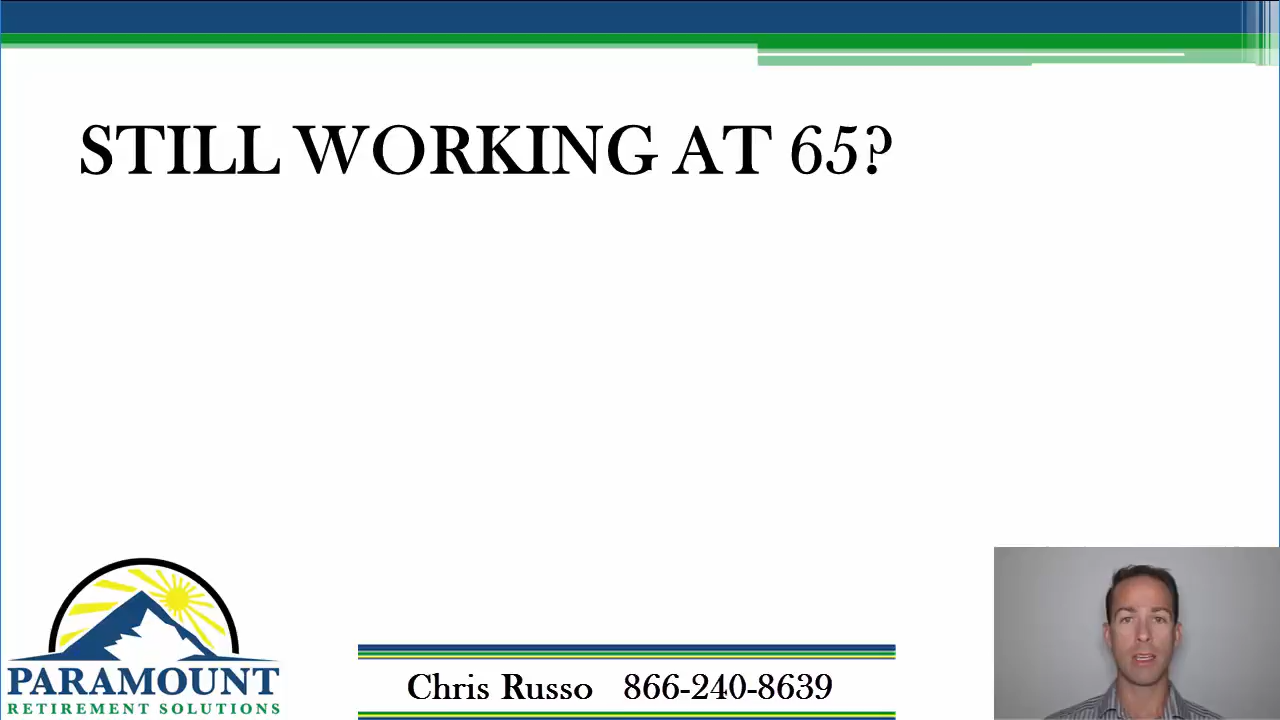 STILL WORKING AT 65?
PARAMOUNT
RETIREMENT SOLUTIONS
Chris Russo 866-240-8639